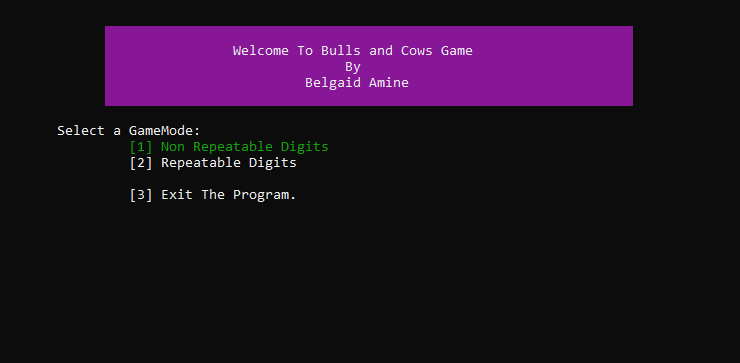 Welcome To Bulls and Cows Game
By
Belgaid Amine
Select a GameMode:
[1] Non Repeatable Digits
[2] Repeatable Digits
[3] Exit The Program.